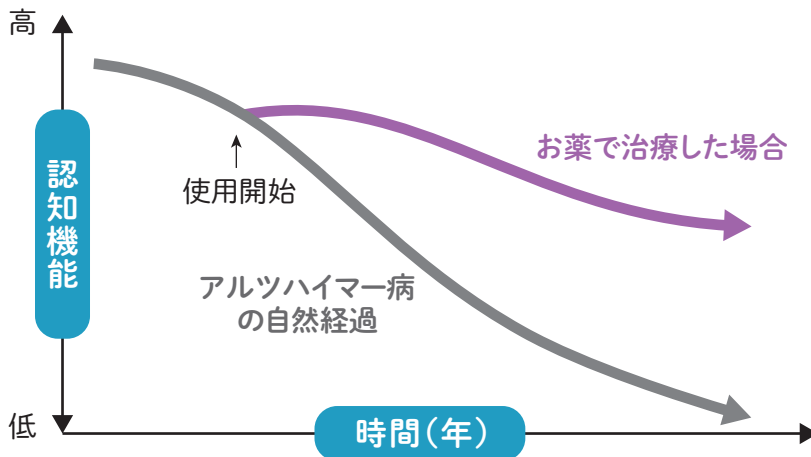 高
認知機能
お薬で治療した場合
使用開始
アルツハイマー病
の自然経過
低
時間(年)